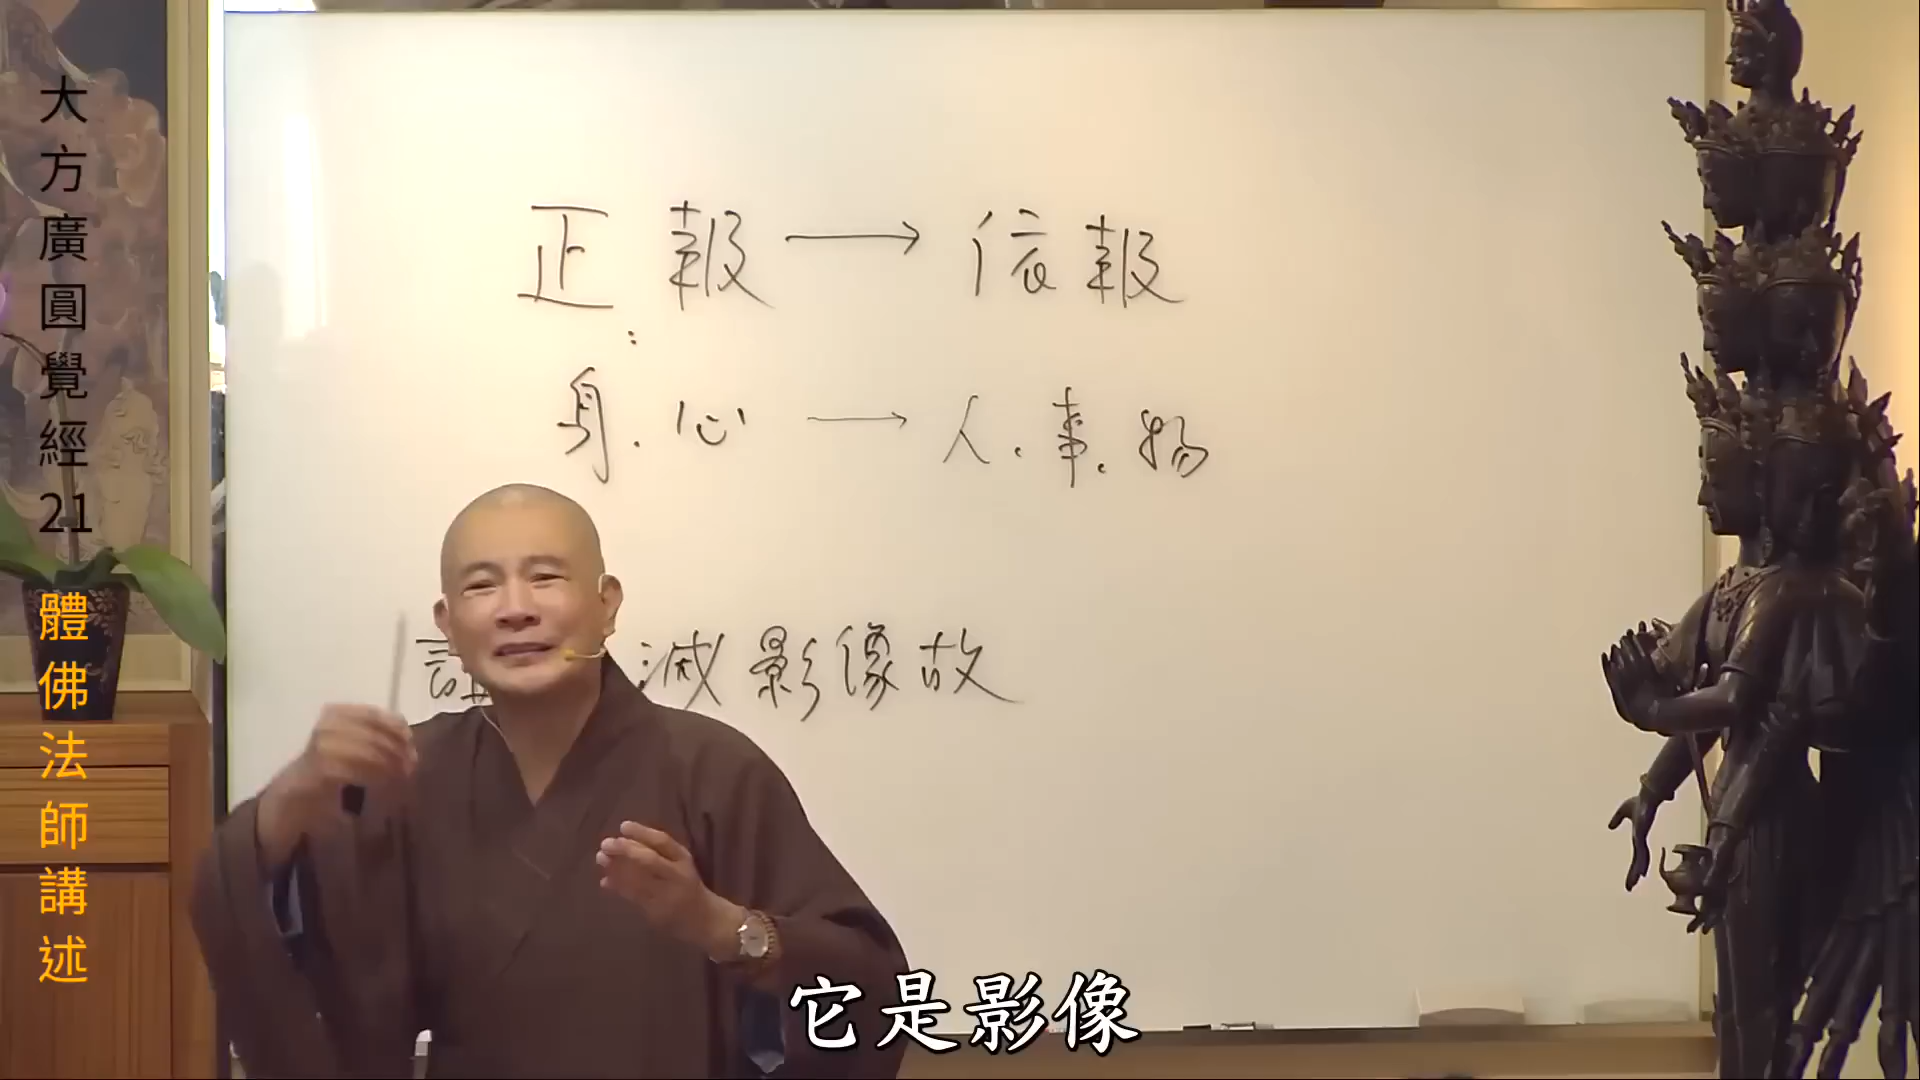 大方廣圓覺經21
體佛法師講述
正報→依報
:
身.心→人.事.物
滅影像故
它是影像